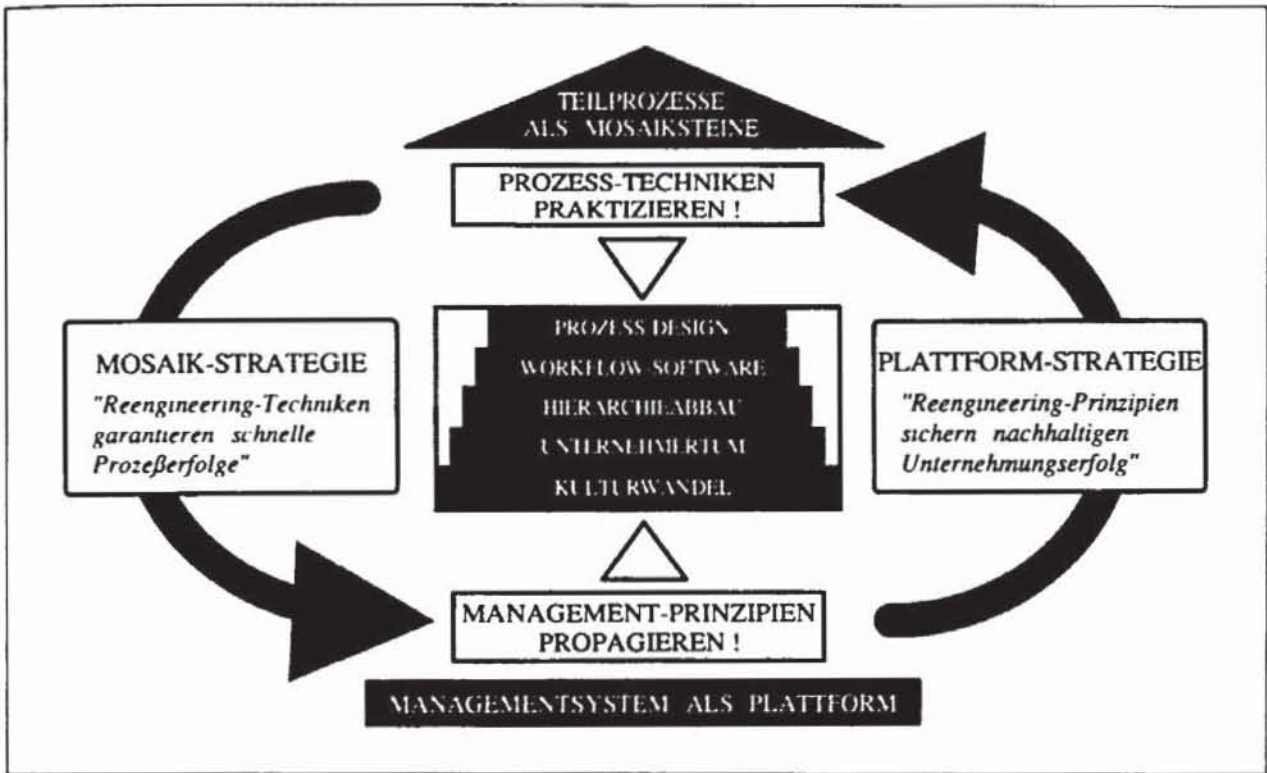 TEILPROZESSE
ALS MOSAIKSTEINE
PROZESS-TECHNIKEN
PRAKTIZIEREN !
MOSAIK-STRATEGIE
"Reengineering-Techniken
garantieren schnelle
Prozeßerfolge"
PROZESS DESIGN
WORKFLOW-SOFTWARE
HIERARCHIEABBAU
UNTERNEHMERTUM
KULTURWANDEL
PLATTFORM-STRATEGIE
"Reengineering-Prinzipien
sichern nachhaltigen
Unternehmungserfolg"
MANAGEMENT-PRINZIPIEN
PROPAGIEREN !
MANAGEMENTSYSTEM ALS PLATTFORM